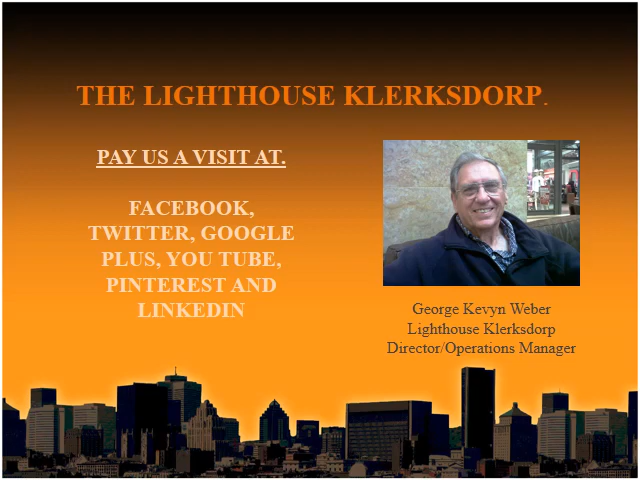 THE LIGHTHOUSE KLERKSDORP.
PAY US A VISIT AT.
FACEBOOK,
TWITTER, GOOGLE
PLUS, YOU TUBE,
PINTEREST AND
LINKEDIN
George Kevyn Weber
Lighthouse Klerksdorp
Director/Operations Manager